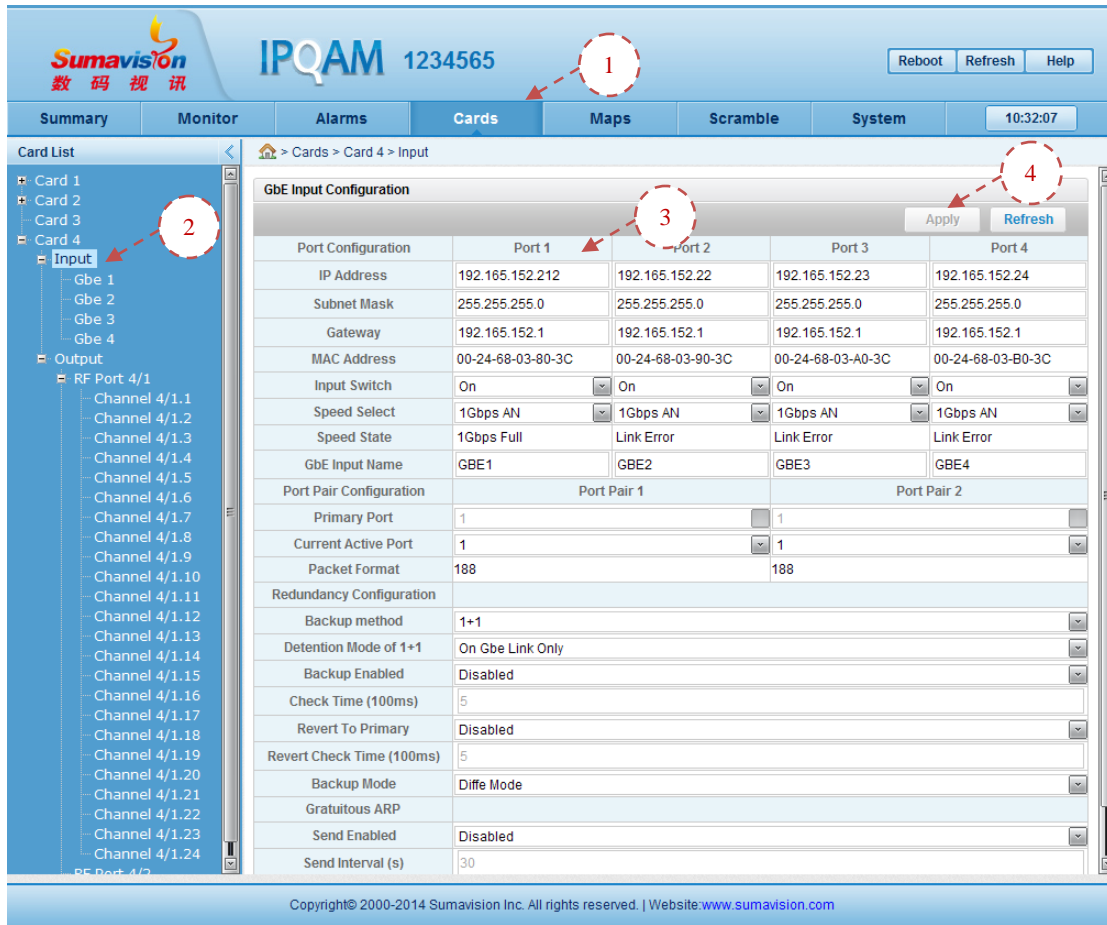 Sumavision
数码视讯
IPQAM 1234565
1
Reboot Refresh Help
Summary Monitor Alarms Cards Maps Scramble System 10:32:07
Card List
> Cards > Card 4 > Input
Card 1
Card 2
Card 3
Card 4
Input
Gbe 1
Gbe 2
Gbe 3
Gbe 4
Output
RF Port 4/1
Channel 4/1.1
Channel 4/1.2
Channel 4/1.3
Channel 4/1.4
Channel 4/1.5
Channel 4/1.6
Channel 4/1.7
Channel 4/1.8
Channel 4/1.9
Channel 4/1.10
Channel 4/1.11
Channel 4/1.12
Channel 4/1.13
Channel 4/1.14
Channel 4/1.15
Channel 4/1.16
Channel 4/1.17
Channel 4/1.18
Channel 4/1.19
Channel 4/1.20
Channel 4/1.21
Channel 4/1.22
Channel 4/1.23
Channel 4/1.24
RF Port 4/2
2
GbE Input Configuration
4
3
Apply Refresh
Port Configuration Port 1 Port 2 Port 3 Port 4
IP Address 192.165.152.212 192.165.152.22 192.165.152.23 192.165.152.24
Subnet Mask 255.255.255.0 255.255.255.0 255.255.255.0 255.255.255.0
Gateway 192.165.152.1 192.165.152.1 192.165.152.1 192.165.152.1
MAC Address 00-24-68-03-80-3C 00-24-68-03-90-3C 00-24-68-03-A0-3C 00-24-68-03-B0-3C
Input Switch On On On On
Speed Select 1Gbps AN 1Gbps AN 1Gbps AN 1Gbps AN
Speed State 1Gbps Full Link Error Link Error Link Error
GbE Input Name GBE1 GBE2 GBE3 GBE4
Port Pair Configuration Port Pair 1 Port Pair 2
Primary Port 1 1
Current Active Port 1 1
Packet Format 188 188
Redundancy Configuration
Backup method 1+1
Detention Mode of 1+1 On Gbe Link Only
Backup Enabled Disabled
Check Time (100ms) 5
Revert To Primary Disabled
Revert Check Time (100ms) 5
Backup Mode Diffe Mode
Gratuitous ARP
Send Enabled Disabled
Send Interval (s) 30
Copyright© 2000-2014 Sumavision Inc. All rights reserved. | Website:www.sumavision.com